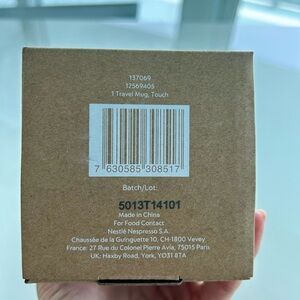 137069
12569405
1 Travel Mug, Touch
7 630585 308517
Batch/Lot:
5013T14101
Made in China
For Food Contact
Nestlé Nespresso S.A.
Chaussée de la Guinguette 10, CH-1800 Vevey
France: 27 Rue du Colonel Pierre Avia, 75015 Paris
UK: Haxby Road, York, YO31 8TA